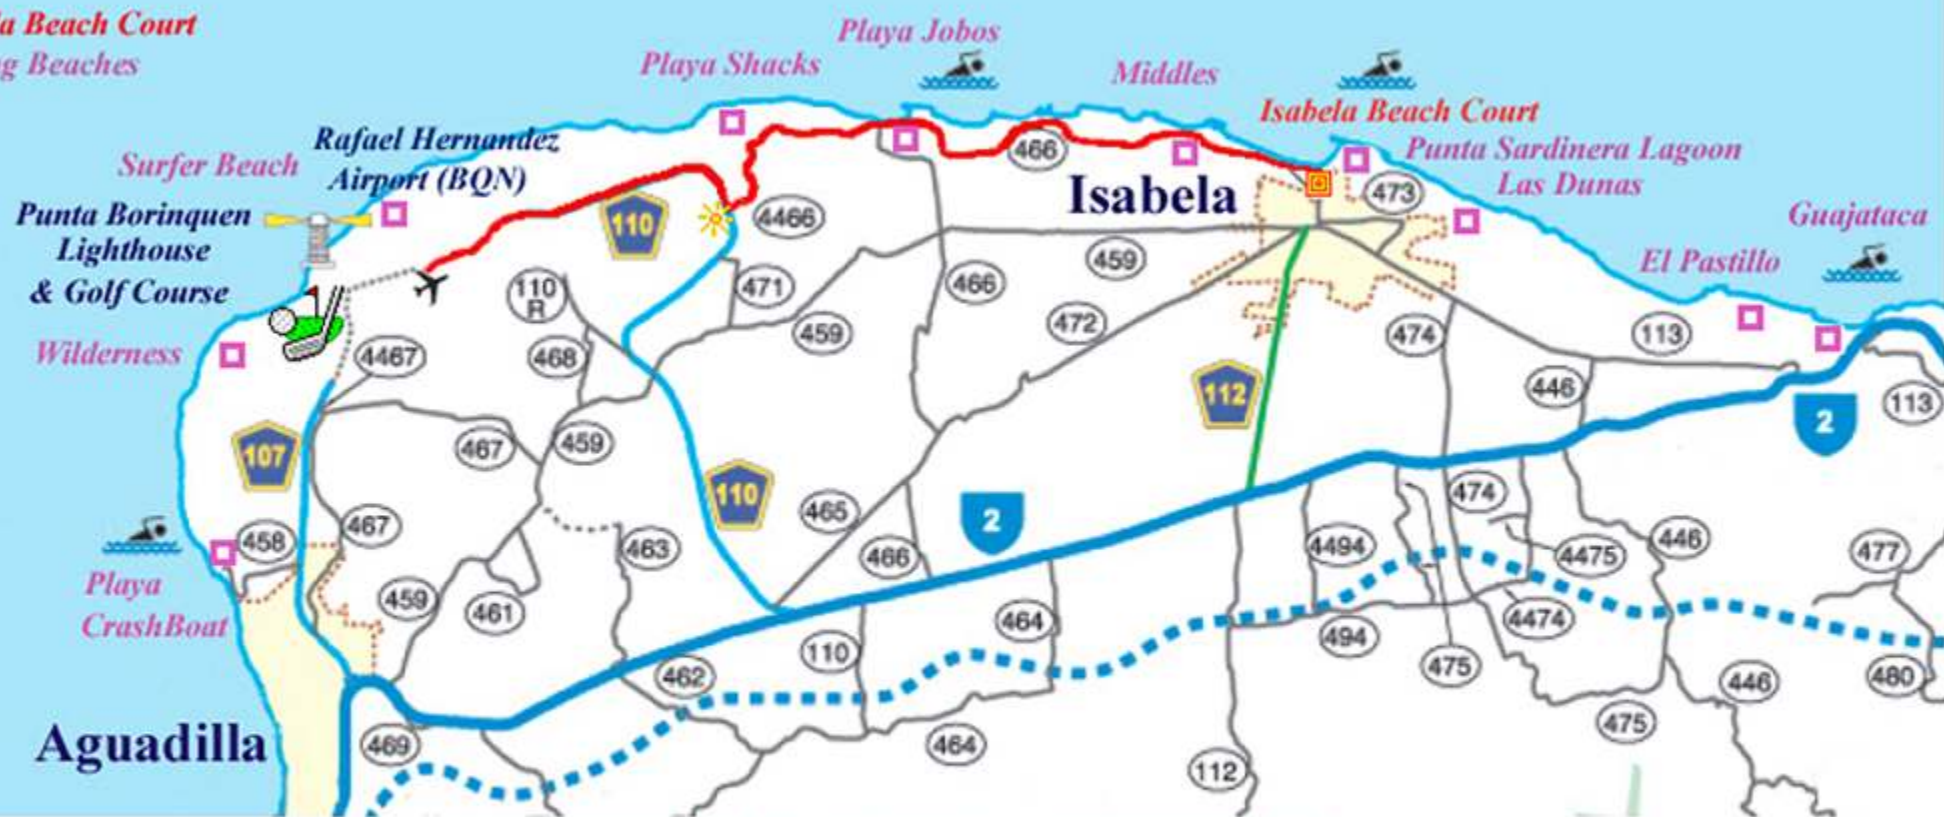 la Beach Court
ng Beaches
Playa Jobos
Playa Shacks
Middles
Isabela Beach Court
Rafael Hernandez
Airport (BQN)
Surfer Beach
Punta Sardinera Lagoon
Las Dunas
466
Isabela
473
Punta Borinquen
Lighthouse
& Golf Course
110
4466
Guajataca
El Pastillo
459
110
R
471
466
459
472
474
113
Wilderness
4467
468
446
112
2
113
107
467
459
110
465
2
474
458
467
463
466
4494
4475
446
477
Playa
CrashBoat
459
461
464
4474
110
494
475
462
446
480
Aguadilla
469
464
475
112